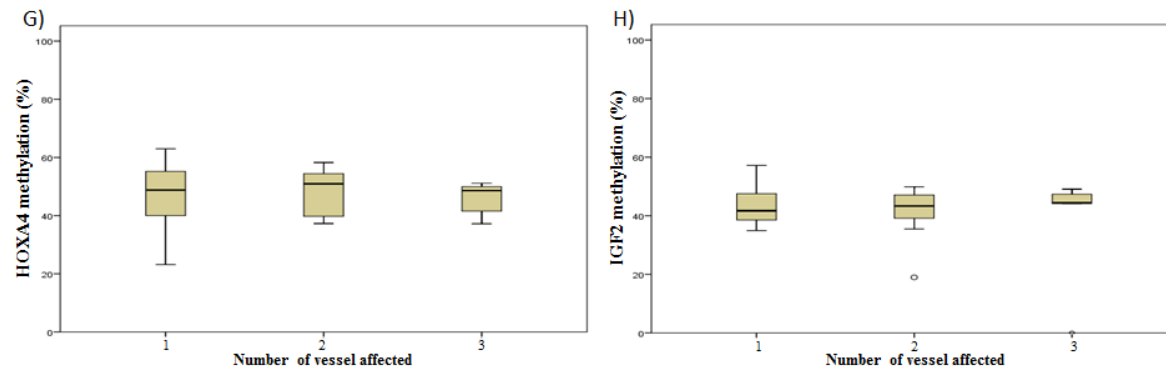 G)
HOXA4 methylation (%)
100
80
60
40
20
0
1 2 3
Number of vessel affected
H)
IGF2 methylation (%)
100
80
60
40
20
0
1 2 3
Number of vessel affected